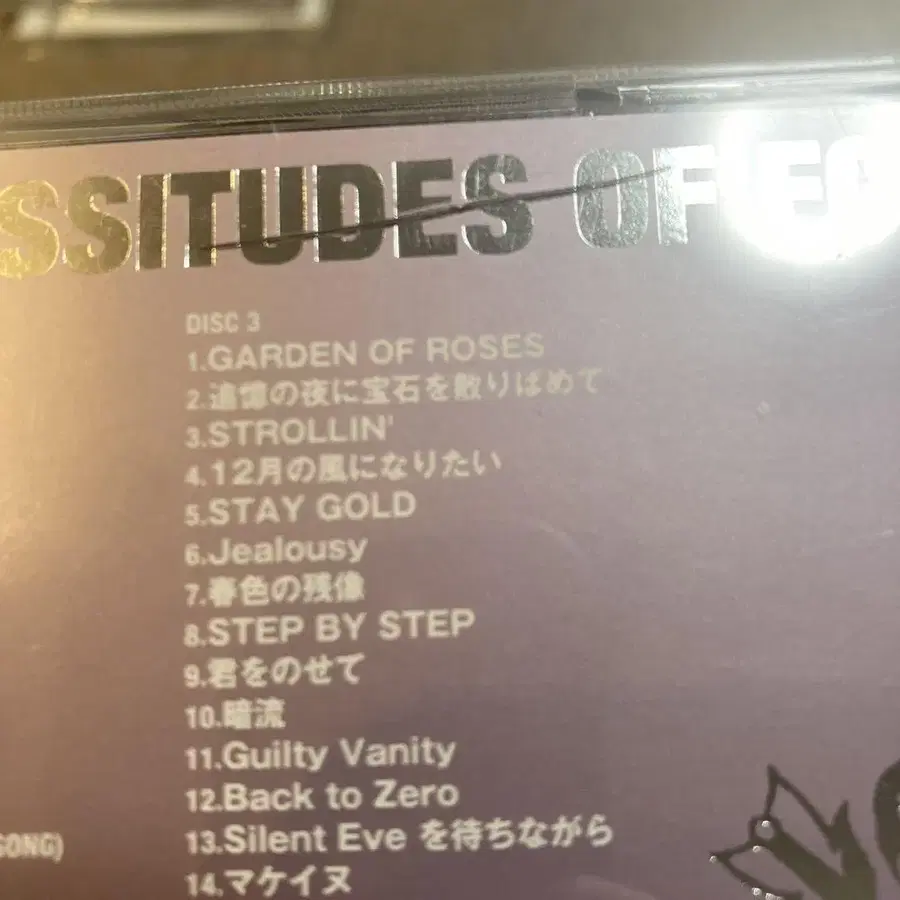 SSITUDES OF
DISC 3
1.GARDEN OF ROSES
2.追憶の夜に宝石を散りばめて
3.STROLLIN'
4.12月の風になりたい
5.STAY GOLD
6.Jealousy
7.春色の残像
8.STEP BY STEP
9.君をのせて
10.暗流
11.Guilty Vanity
12.Back to Zero
SONG)
13.Silent Eve を待ちながら
14.マケイヌ